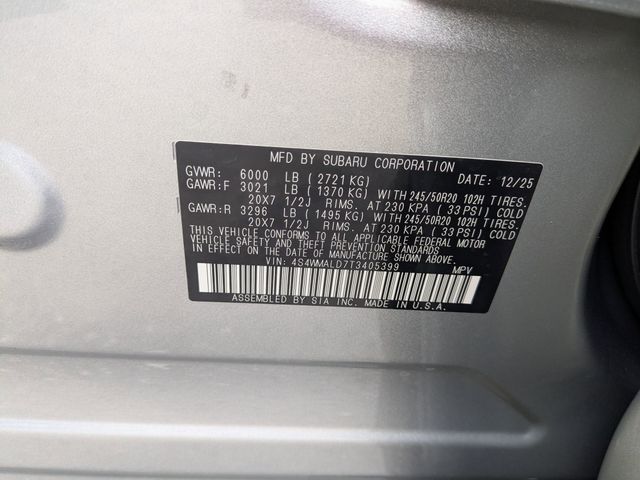 MFD BY SUBARU CORPORATION
GVWR: 6000 LB (2721 KG) DATE: 12/25
GAWR:F 3021 LB (1370 KG) WITH 245/50R20 102H TIRES.
20X7 1/2J RIMS. AT 230 KPA (33 PSI) COLD
GAWR:R 3296 LB (1495 KG) WITH 245/50R20 102H TIRES.
20X7 1/2J RIMS. AT 230 KPA (33 PSI) COLD
THIS VEHICLE CONFORMS TO ALL APPLICABLE FEDERAL MOTOR
VEHICLE SAFETY AND THEFT PREVENTION STANDARDS IN
EFFECT ON THE DATE OF MANUFACTURE SHOWN ABOVE.
VIN: 4S4WMALD7T3405399 MPV
ASSEMBLED BY SIA INC. MADE IN U.S.A.